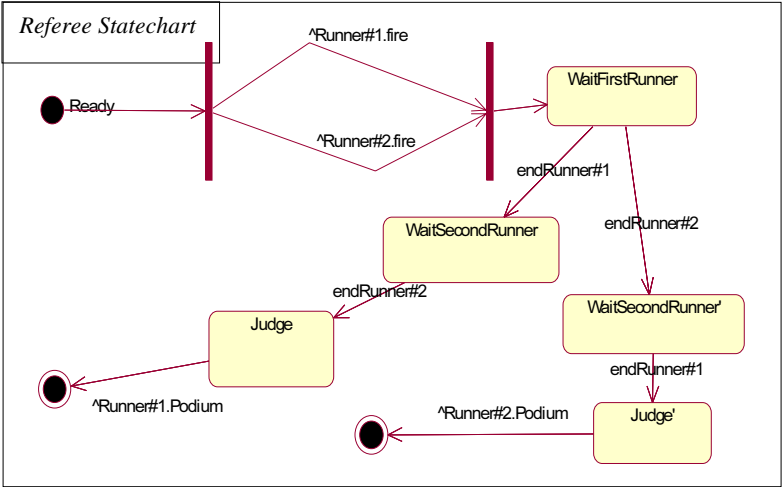 Referee Statechart
^Runner#1.fire
Ready
^Runner#2.fire
WaitFirstRunner
endRunner#1
endRunner#2
WaitSecondRunner
endRunner#2
WaitSecondRunner'
Judge
endRunner#1
^Runner#1.Podium
^Runner#2.Podium
Judge'